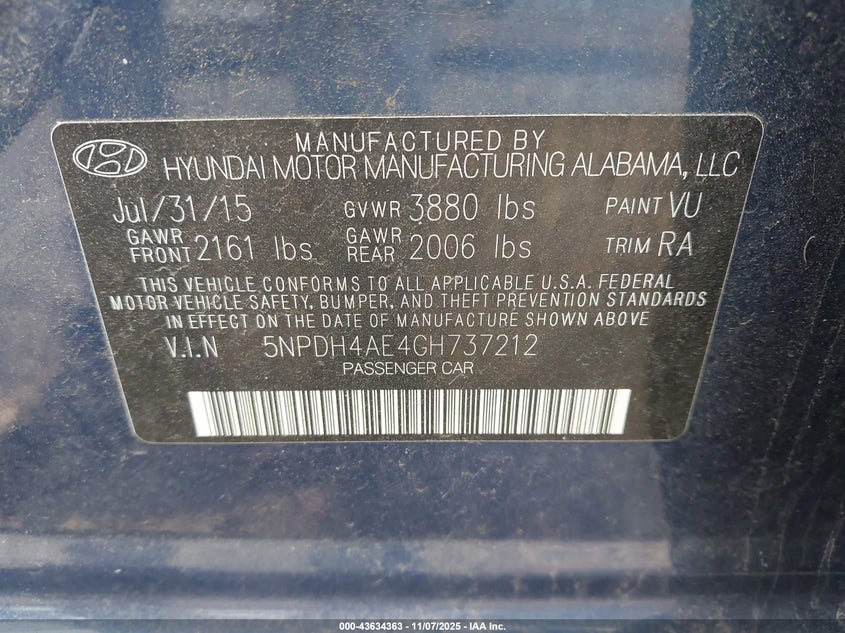 MANUFACTURED BY
HYUNDAI MOTOR MANUFACTURING ALABAMA, LLC
Jul/31/15 GVWR 3880 lbs PAINT VU
GAWR FRONT 2161 lbs GAWR REAR 2006 lbs TRIM RA
THIS VEHICLE CONFORMS TO ALL APPLICABLE U.S.A. FEDERAL
MOTOR VEHICLE SAFETY, BUMPER, AND THEFT PREVENTION STANDARDS
IN EFFECT ON THE DATE OF MANUFACTURE SHOWN ABOVE.
V.I.N 5NPDH4AE4GH737212
PASSENGER CAR
000-43634363 — 11/07/2025 — IAA Inc.